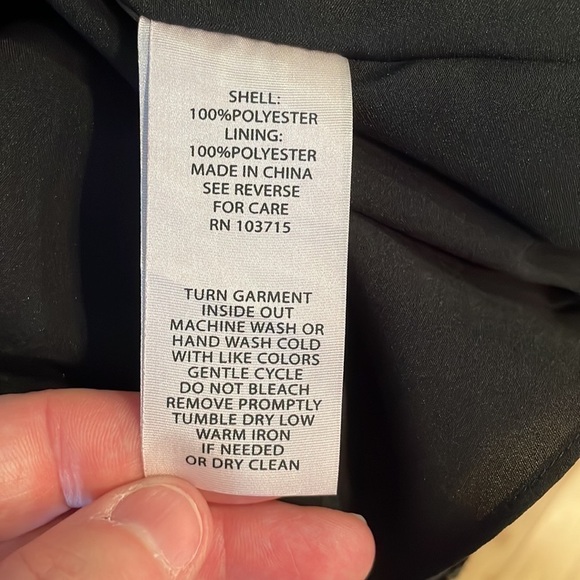 SHELL:
100%POLYESTER
LINING:
100%POLYESTER
MADE IN CHINA
SEE REVERSE
FOR CARE
RN 103715
TURN GARMENT
INSIDE OUT
MACHINE WASH OR
HAND WASH COLD
WITH LIKE COLORS
GENTLE CYCLE
DO NOT BLEACH
REMOVE PROMPTLY
TUMBLE DRY LOW
WARM IRON
IF NEEDED
OR DRY CLEAN